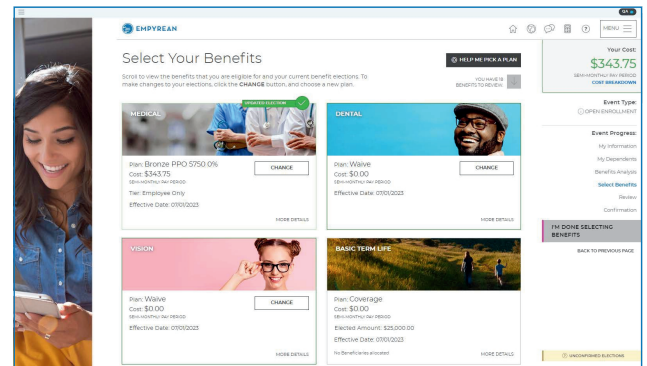 QA
EMPYREAN
MENU
Select Your Benefits
HELP ME PICK A PLAN
Scroll to view the benefits that you are eligible for and your current benefit elections. To
make changes to your elections, click the CHANGE button, and choose a new plan.
YOU HAVE 18
BENEFITS TO REVIEW.
MEDICAL
UPDATED ELECTION
Plan: Bronze PPO 5750 0%
Cost: $343.75
SEMI-MONTHLY PAY PERIOD
Tier: Employee Only
Effective Date: 07/01/2023
CHANGE
MORE DETAILS
DENTAL
Plan: Waive
Cost: $0.00
SEMI-MONTHLY PAY PERIOD
Effective Date: 07/01/2023
CHANGE
MORE DETAILS
VISION
Plan: Waive
Cost: $0.00
SEMI-MONTHLY PAY PERIOD
Effective Date: 07/01/2023
CHANGE
MORE DETAILS
BASIC TERM LIFE
Plan: Coverage
Cost: $0.00
SEMI-MONTHLY PAY PERIOD
Elected Amount: $25,000.00
Effective Date: 07/01/2023
No Beneficiaries allocated
MORE DETAILS
Your Cost:
$343.75
SEMI-MONTHLY PAY PERIOD
COST BREAKDOWN
Event Type:
OPEN ENROLLMENT
Event Progress:
My Information
My Dependents
Benefits Analysis
Select Benefits
Review
Confirmation
I'M DONE SELECTING
BENEFITS
BACK TO PREVIOUS PAGE
UNCONFIRMED ELECTIONS